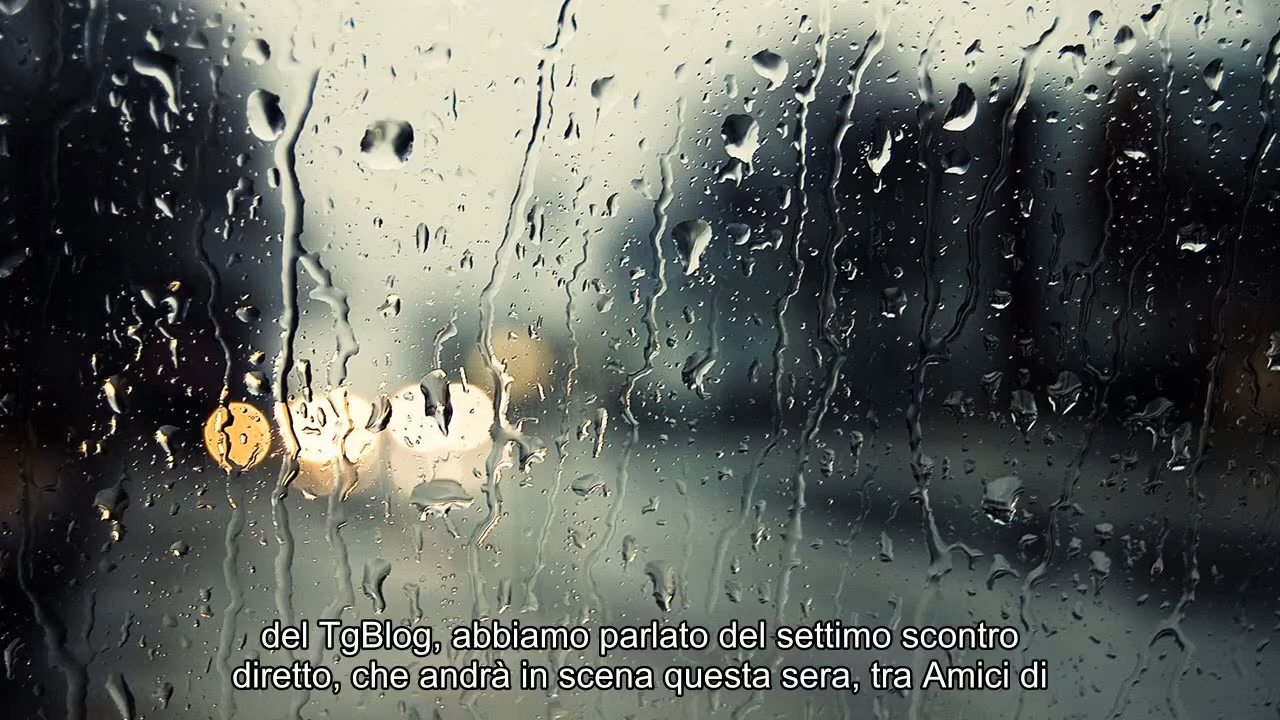 del TgBlog, abbiamo parlato del settimo scontro
diretto, che andrà in scena questa sera, tra Amici di